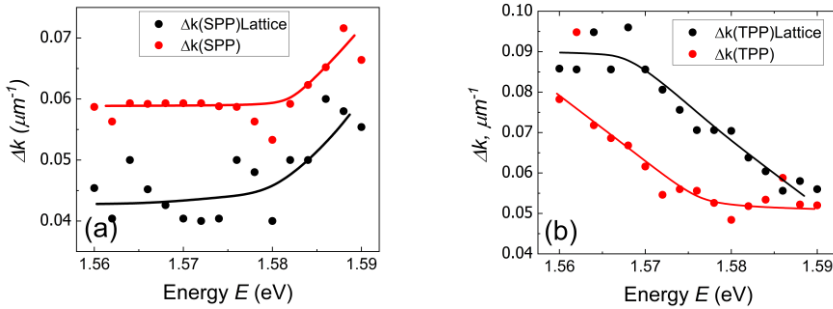 Δk(SPP)Lattice
Δk(SPP)
0.07
0.06
0.05
0.04
Δk (μm⁻¹)
(a)
1.56 1.57 1.58 1.59
Energy E (eV)
Δk(TPP)Lattice
Δk(TPP)
0.10
0.09
0.08
0.07
0.06
0.05
0.04
Δk, μm⁻¹
(b)
1.56 1.57 1.58 1.59
Energy E (eV)